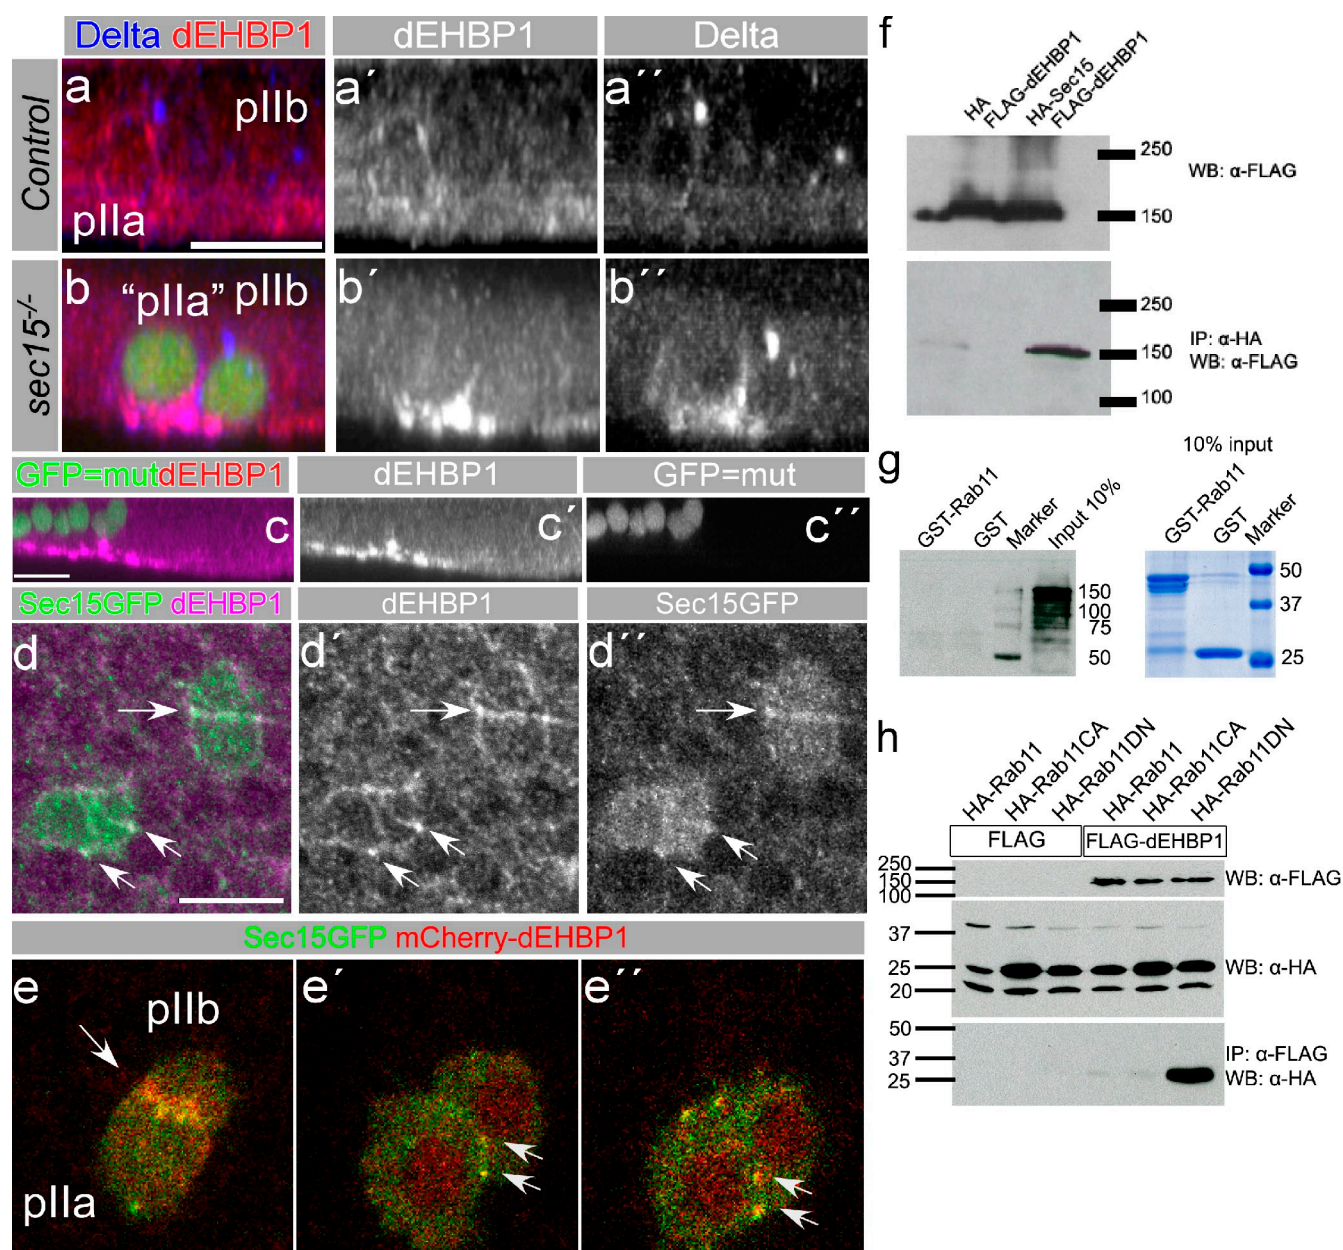 Delta dEHBP1
dEHBP1
Delta
Control
a
pIIb
pIIa
a´
a´´
sec15-/-
b
"pIIa"
pIIb
b´
b´´
GFP=mutdEHBP1
dEHBP1
GFP=mut
c
c´
c´´
Sec15GFP dEHBP1
dEHBP1
Sec15GFP
d
d´
d´´
Sec15GFP mCherry-dEHBP1
e
pIIb
pIIa
e´
e´´
f
HA
FLAG-dEHBP1
HA-Sec15
FLAG-dEHBP1
250
150
WB: α-FLAG
250
150
100
IP: α-HA
WB: α-FLAG
g
GST-Rab11
GST
Marker
Input 10%
150
100
75
50
10% input
GST-Rab11
GST
Marker
50
37
25
h
HA-Rab11
HA-Rab11CA
HA-Rab11DN
HA-Rab11
HA-Rab11CA
HA-Rab11DN
FLAG
FLAG-dEHBP1
250
150
100
WB: α-FLAG
37
25
20
WB: α-HA
50
37
25
IP: α-FLAG
WB: α-HA